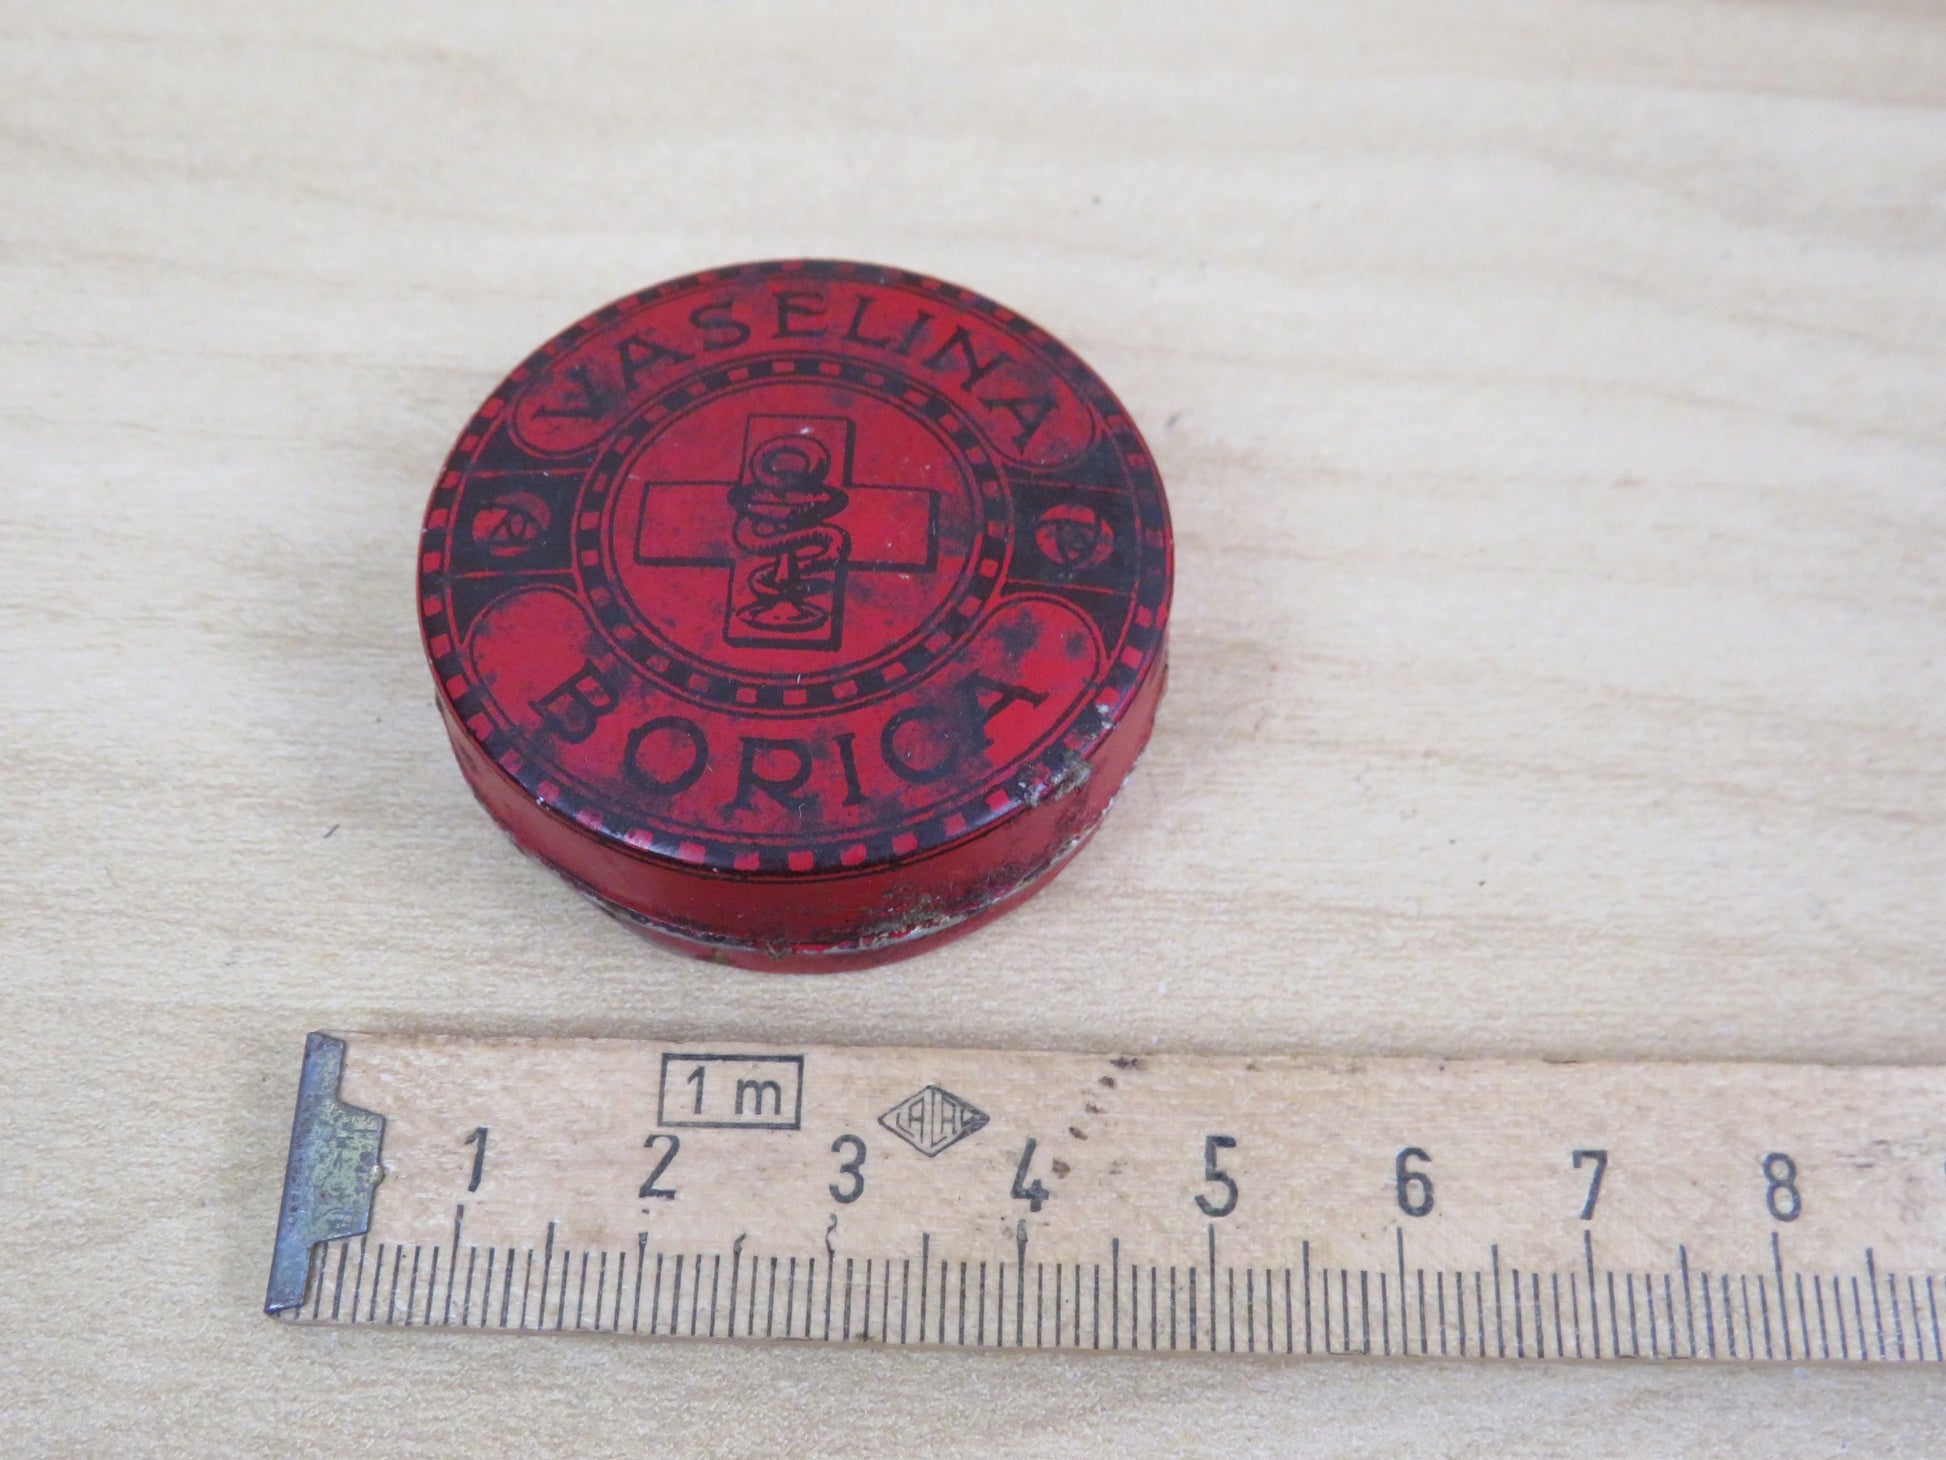 VASELINA
BORICA
1 m
1 2 3 4 5 6 7 8